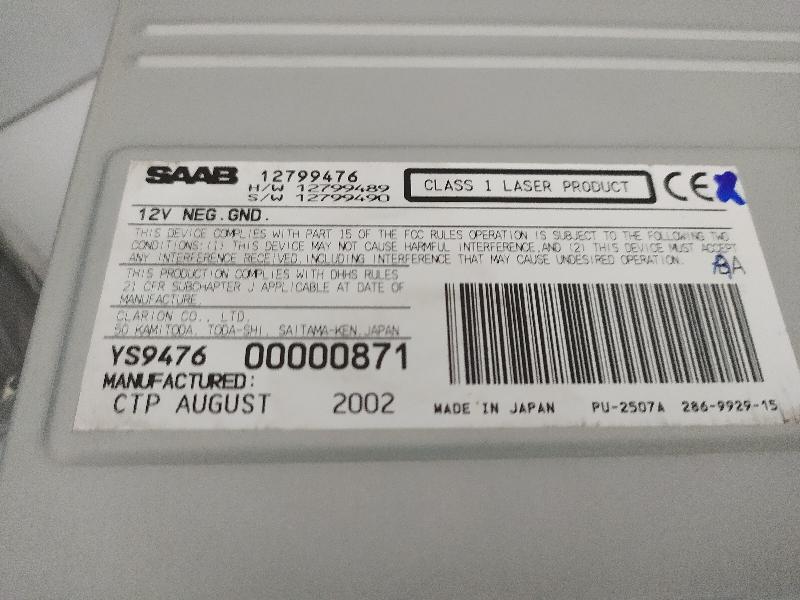 SAAB 12799476
H/W 12799489
S/W 12799490
CLASS 1 LASER PRODUCT
CE
12V NEG.GND.
THIS DEVICE COMPLIES WITH PART 15 OF THE FCC RULES OPERATION IS SUBJECT TO THE FOLLOWING TWO
CONDITIONS:(1) THIS DEVICE MAY NOT CAUSE HARMFUL INTERFERENCE,AND (2) THIS DEVICE MUST ACCEPT
ANY INTERFERENCE RECEIVED, INCLUDING INTERFERENCE THAT MAY CAUSE UNDESIRED OPERATION.
THIS PRODUCTION COMPLIES WITH DHHS RULES
21 CFR SUBCHAPTER J APPLICABLE AT DATE OF
MANUFACTURE.
CLARION CO., LTD.
50 KAMITODA, TODA-SHI, SAITAMA-KEN,JAPAN
YS9476 00000871
MANUFACTURED:
CTP AUGUST 2002
MADE IN JAPAN PU-2507A 286-9929-15